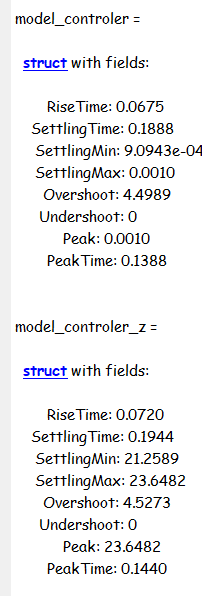 model_controler =
struct with fields:
RiseTime: 0.0675
SettlingTime: 0.1888
SettlingMin: 9.0943e-04
SettlingMax: 0.0010
Overshoot: 4.4989
Undershoot: 0
Peak: 0.0010
PeakTime: 0.1388
model_controler_z =
struct with fields:
RiseTime: 0.0720
SettlingTime: 0.1944
SettlingMin: 21.2589
SettlingMax: 23.6482
Overshoot: 4.5273
Undershoot: 0
Peak: 23.6482
PeakTime: 0.1440